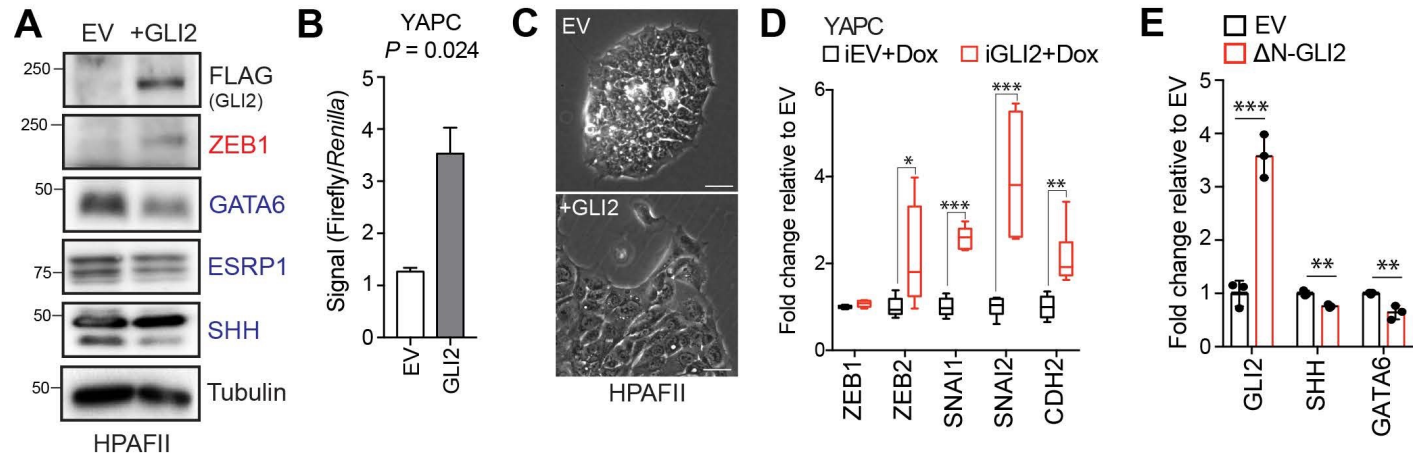 A
EV +GLI2
250
FLAG
(GLI2)
250
ZEB1
50
GATA6
75
ESRP1
50
SHH
50
Tubulin
HPAFII
B
YAPC
P = 0.024
Signal (Firefly/Renilla)
5
4
3
2
1
0
EV
GLI2
C
EV
+GLI2
HPAFII
D
YAPC
iEV+Dox iGLI2+Dox
Fold change relative to EV
6
4
2
0
*
***
***
**
ZEB1
ZEB2
SNAI1
SNAI2
CDH2
E
EV
ΔN-GLI2
Fold change relative to EV
5
4
3
2
1
0
***
**
**
GLI2
SHH
GATA6